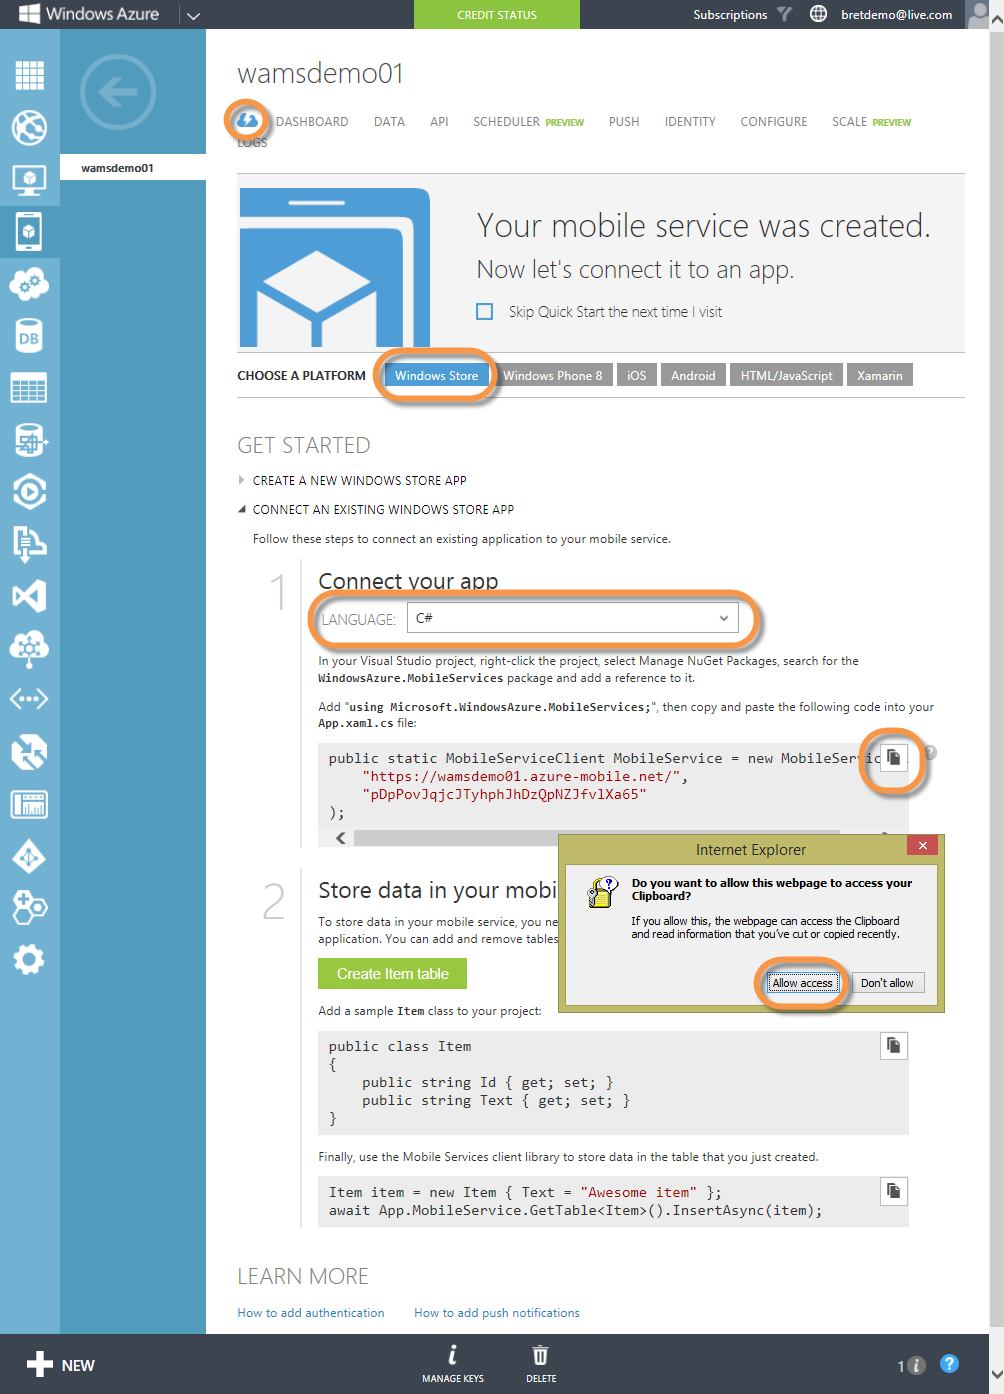 Windows Azure
CREDIT STATUS
Subscriptions
bretdemo@live.com
wamsdemo01
wamsdemo01
DASHBOARD DATA API SCHEDULER PREVIEW PUSH IDENTITY CONFIGURE SCALE PREVIEW
LOGS
Your mobile service was created.
Now let's connect it to an app.
Skip Quick Start the next time I visit
CHOOSE A PLATFORM Windows Store Windows Phone 8 iOS Android HTML/JavaScript Xamarin
GET STARTED
CREATE A NEW WINDOWS STORE APP
CONNECT AN EXISTING WINDOWS STORE APP
Follow these steps to connect an existing application to your mobile service.
1 Connect your app
LANGUAGE: C#
In your Visual Studio project, right-click the project, select Manage NuGet Packages, search for the
WindowsAzure.MobileServices package and add a reference to it.
Add "using Microsoft.WindowsAzure.MobileServices;", then copy and paste the following code into your
App.xaml.cs file:
public static MobileServiceClient MobileService = new MobileServic
"https://wamsdemo01.azure-mobile.net/",
"pDpPovJqjcJTyhphJhDzQpNZJfvlXa65"
);
Internet Explorer
Do you want to allow this webpage to access your
Clipboard?
If you allow this, the webpage can access the Clipboard
and read information that you've cut or copied recently.
Allow access Don't allow
2 Store data in your mobi
To store data in your mobile service, you ne
application. You can add and remove tables
Create Item table
Add a sample Item class to your project:
public class Item
{
public string Id { get; set; }
public string Text { get; set; }
}
Finally, use the Mobile Services client library to store data in the table that you just created.
Item item = new Item { Text = "Awesome item" };
await App.MobileService.GetTable<Item>().InsertAsync(item);
LEARN MORE
How to add authentication How to add push notifications
NEW
MANAGE KEYS
DELETE
1
DB